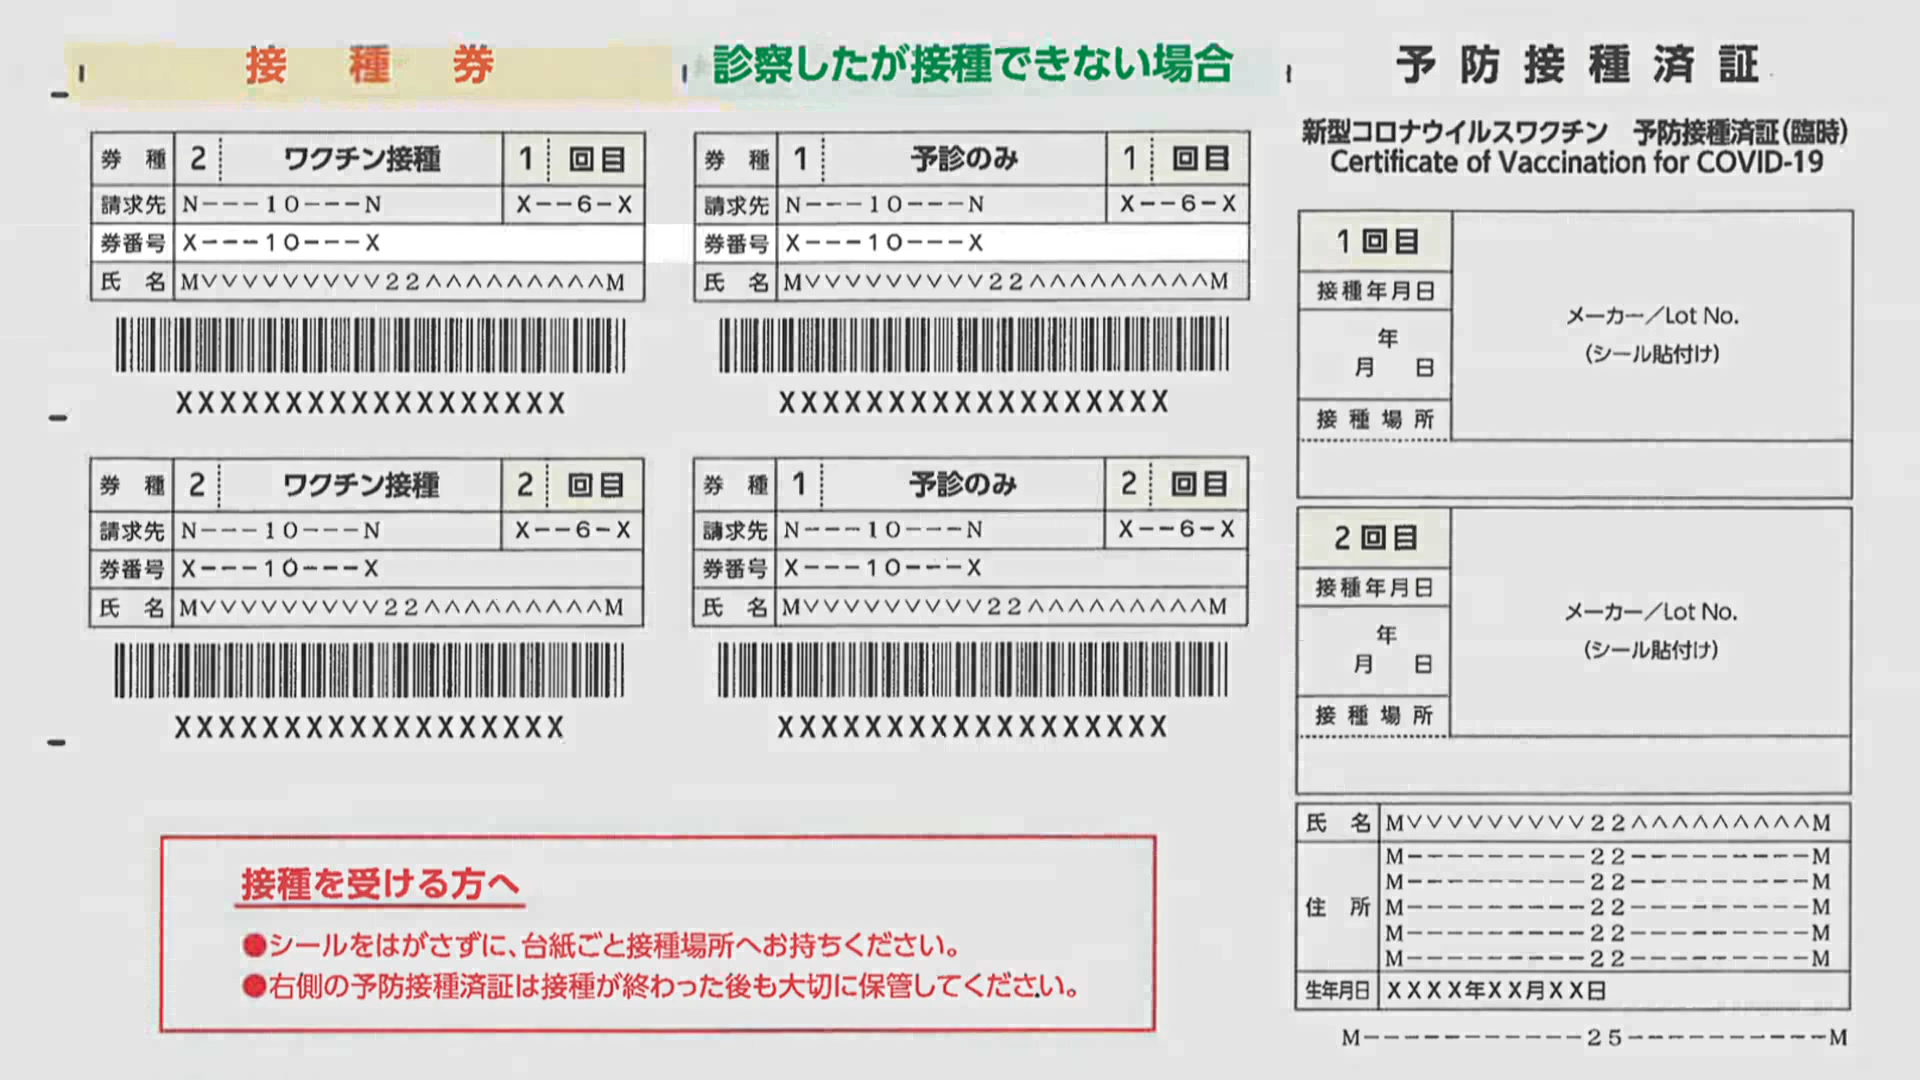 接種券
券種 2 ワクチン接種 1 回目
請求先 N---10---N X--6-X
券番号 X---10---X
氏名 M∨∨∨∨∨∨∨∨∨22∧∧∧∧∧∧∧∧∧M
XXXXXXXXXXXXXXXXXX
券種 2 ワクチン接種 2 回目
請求先 N---10---N X--6-X
券番号 X---10---X
氏名 M∨∨∨∨∨∨∨∨∨22∧∧∧∧∧∧∧∧∧M
XXXXXXXXXXXXXXXXXX
診察したが接種できない場合
券種 1 予診のみ 1 回目
請求先 N---10---N X--6-X
券番号 X---10---X
氏名 M∨∨∨∨∨∨∨∨∨22∧∧∧∧∧∧∧∧∧M
XXXXXXXXXXXXXXXXXX
券種 1 予診のみ 2 回目
請求先 N---10---N X--6-X
券番号 X---10---X
氏名 M∨∨∨∨∨∨∨∨∨22∧∧∧∧∧∧∧∧∧M
XXXXXXXXXXXXXXXXXX
接種を受ける方へ
●シールをはがさずに、台紙ごと接種場所へお持ちください。
●右側の予防接種済証は接種が終わった後も大切に保管してください。
予防接種済証
新型コロナウイルスワクチン 予防接種済証(臨時)
Certificate of Vaccination for COVID-19
1回目
接種年月日
年
月 日
接種場所
メーカー/Lot No.
(シール貼付け)
2回目
接種年月日
年
月 日
接種場所
メーカー/Lot No.
(シール貼付け)
氏名 M∨∨∨∨∨∨∨∨∨22∧∧∧∧∧∧∧∧∧M
住所
M---------22---------M
M---------22---------M
M---------22---------M
M---------22---------M
M---------22---------M
生年月日 XXXX年XX月XX日
M-----------25----------M